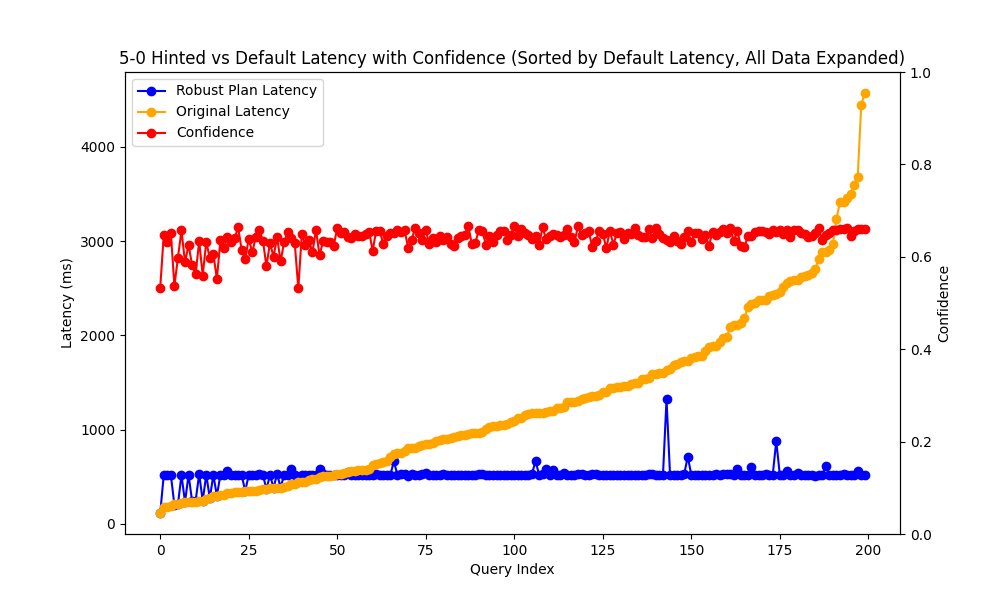 5-0 Hinted vs Default Latency with Confidence (Sorted by Default Latency, All Data Expanded)
Robust Plan Latency
Original Latency
Confidence
Latency (ms)
4000
3000
2000
1000
0
1.0
0.8
0.6
0.4
0.2
0.0
Confidence
0 25 50 75 100 125 150 175 200
Query Index